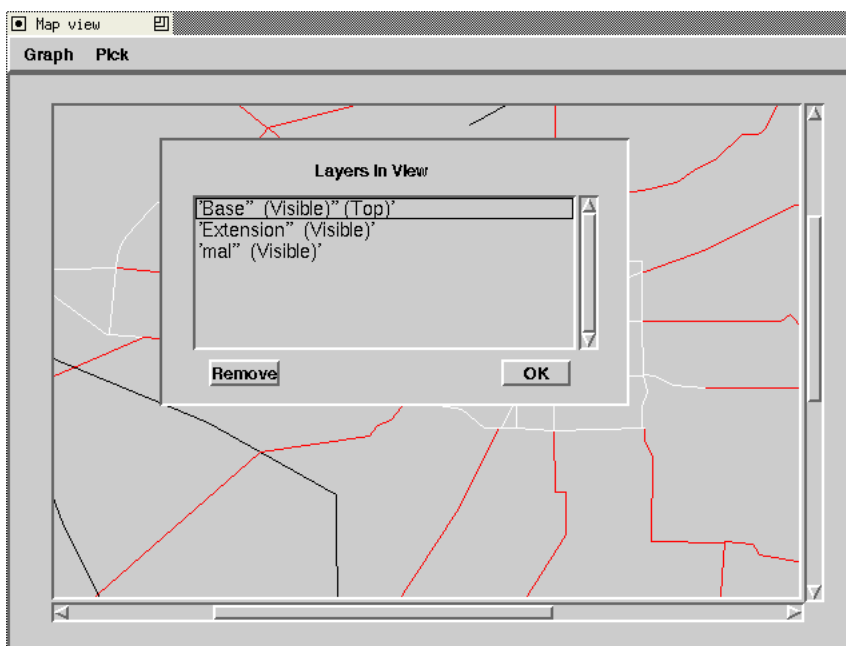 Map view
Graph Pick
Layers in View
'Base'' (Visible)'' (Top)'
'Extension'' (Visible)'
'mal'' (Visible)'
Remove OK